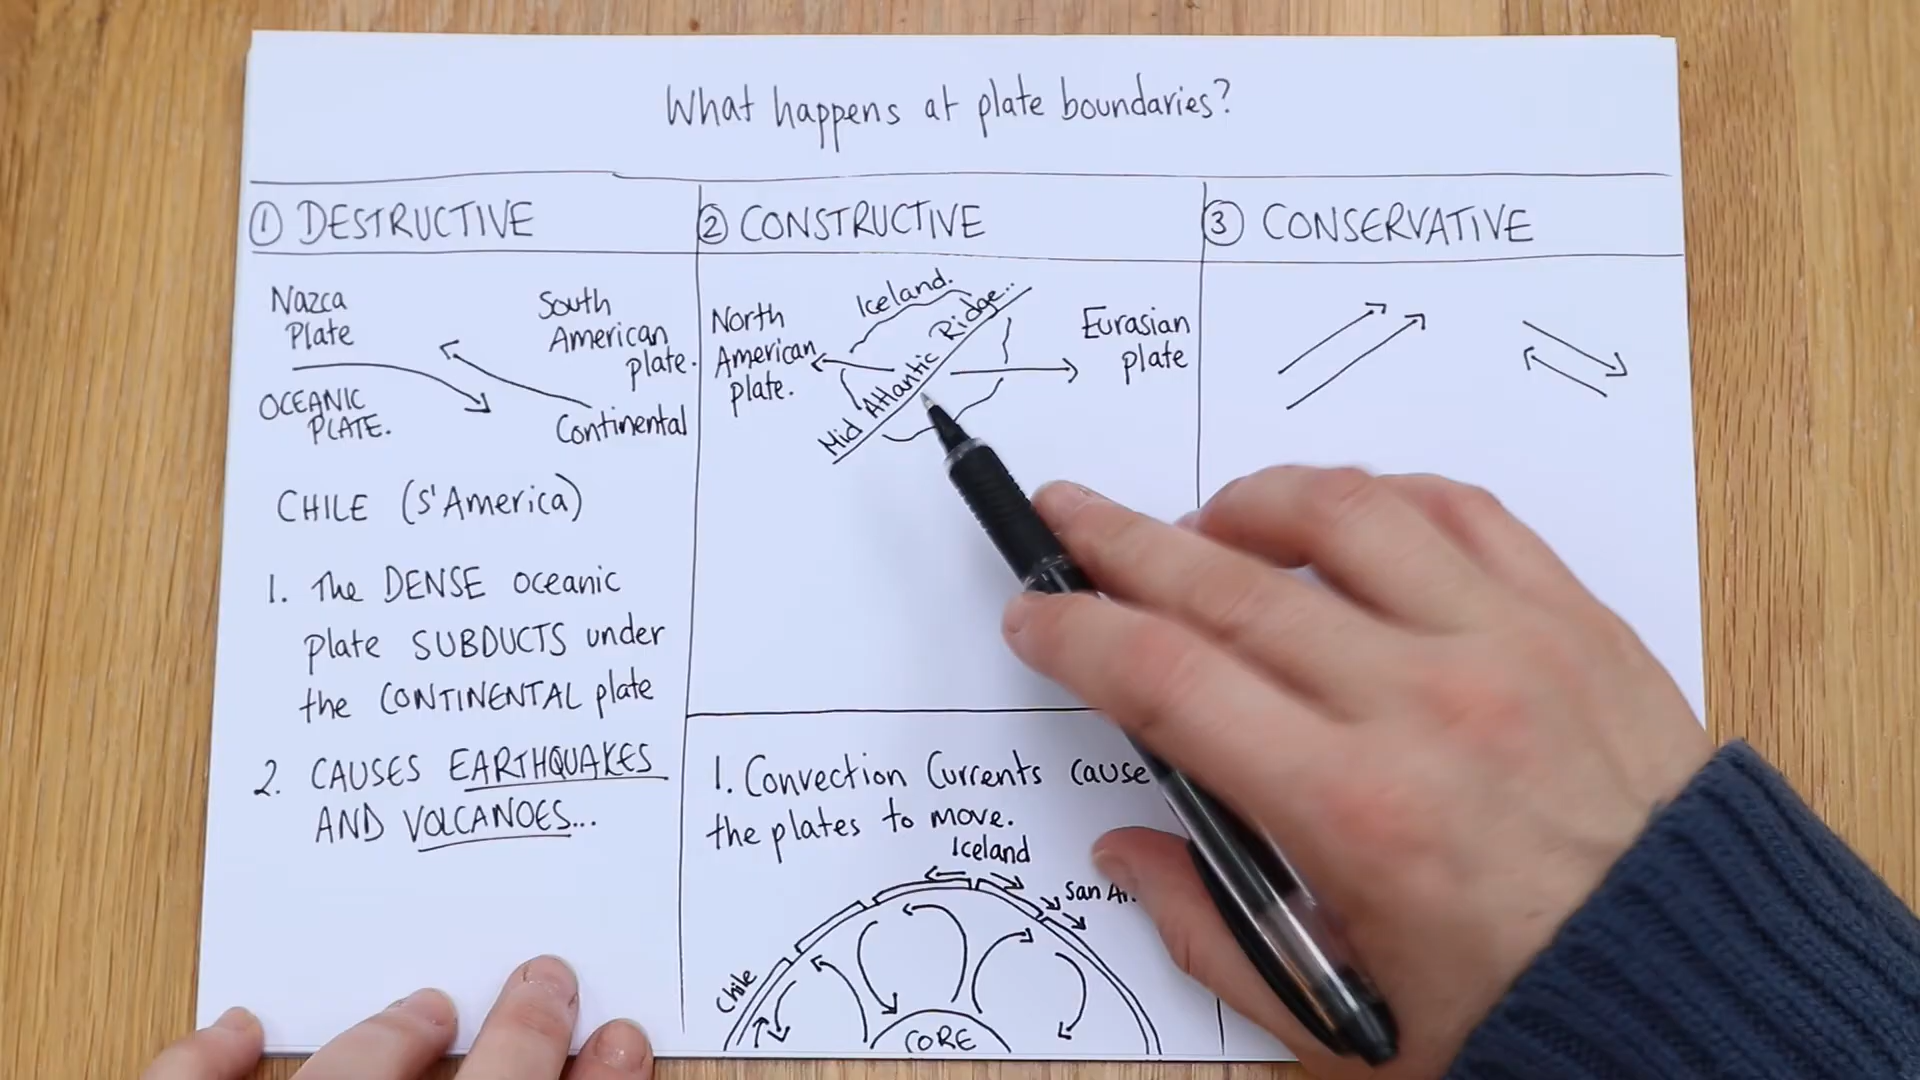 What happens at plate boundaries?
① DESTRUCTIVE
Nazca
Plate
OCEANIC
PLATE.
South
American
plate.
Continental
CHILE (S'America)
1. The DENSE oceanic
plate SUBDUCTS under
the CONTINENTAL plate
2. CAUSES EARTHQUAKES
AND VOLCANOES...
② CONSTRUCTIVE
North
American
plate.
Iceland.
Mid Atlantic Ridge..
Eurasian
plate
1. Convection Currents cause
the plates to move.
Iceland
San
Chile
CORE
③ CONSERVATIVE